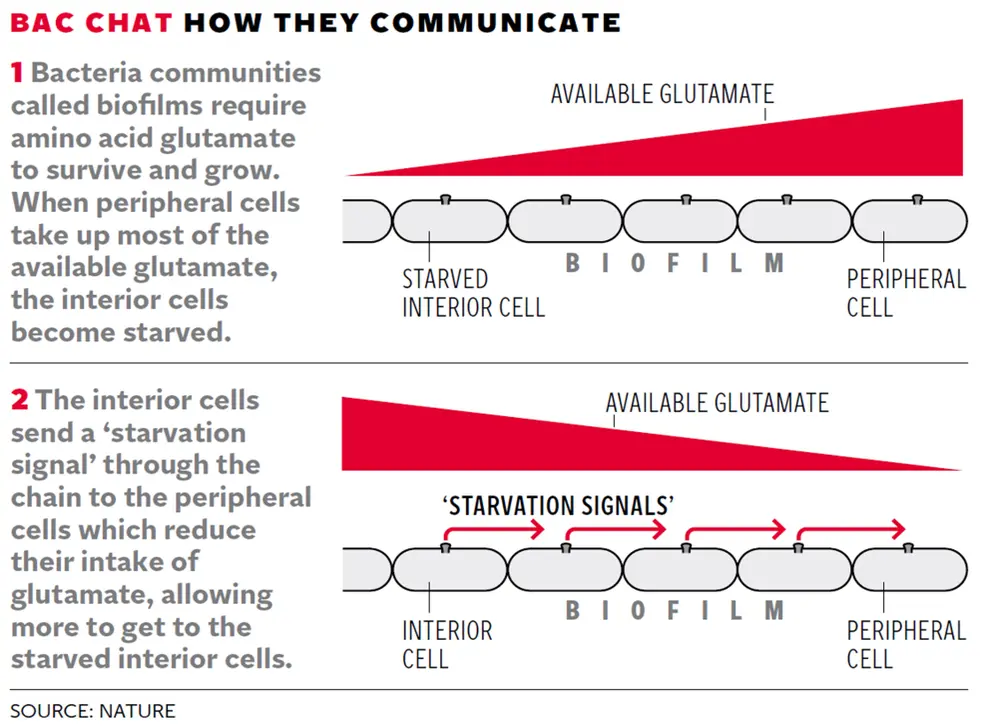 BAC CHAT HOW THEY COMMUNICATE
1 Bacteria communities
called biofilms require
amino acid glutamate
to survive and grow.
When peripheral cells
take up most of the
available glutamate,
the interior cells
become starved.
AVAILABLE GLUTAMATE
BIOFILM
STARVED
INTERIOR CELL
PERIPHERAL
CELL
2 The interior cells
send a ‘starvation
signal’ through the
chain to the peripheral
cells which reduce
their intake of
glutamate, allowing
more to get to the
starved interior cells.
AVAILABLE GLUTAMATE
‘STARVATION SIGNALS’
BIOFILM
INTERIOR
CELL
PERIPHERAL
CELL
SOURCE: NATURE